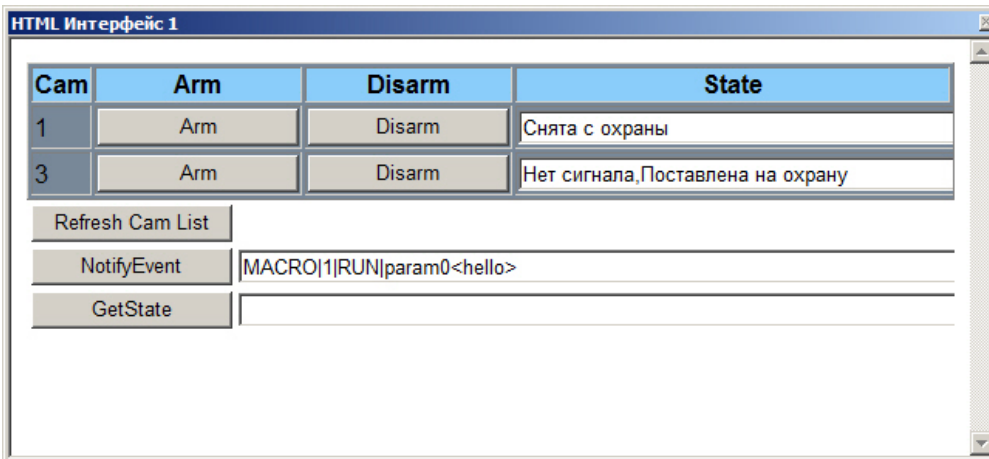 HTML Интерфейс 1
Cam Arm Disarm State
1 Arm Disarm Снята с охраны
3 Arm Disarm Нет сигнала,Поставлена на охрану
Refresh Cam List
NotifyEvent MACRO|1|RUN|param0<hello>
GetState